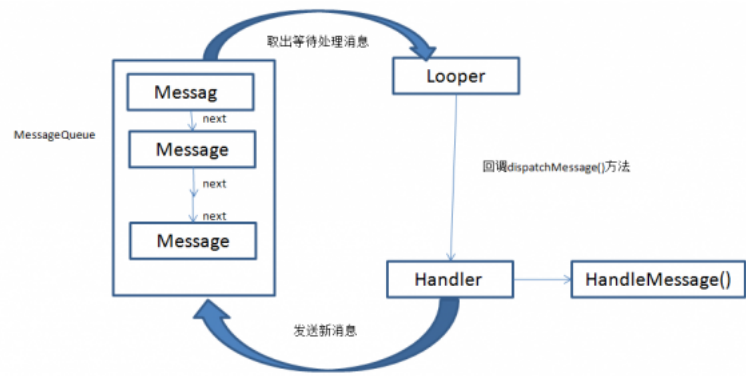 取出等待处理消息
Looper
Messag
next
MessageQueue
Message
next
next
Message
回调dispatchMessage()方法
Handler
HandleMessage()
发送新消息